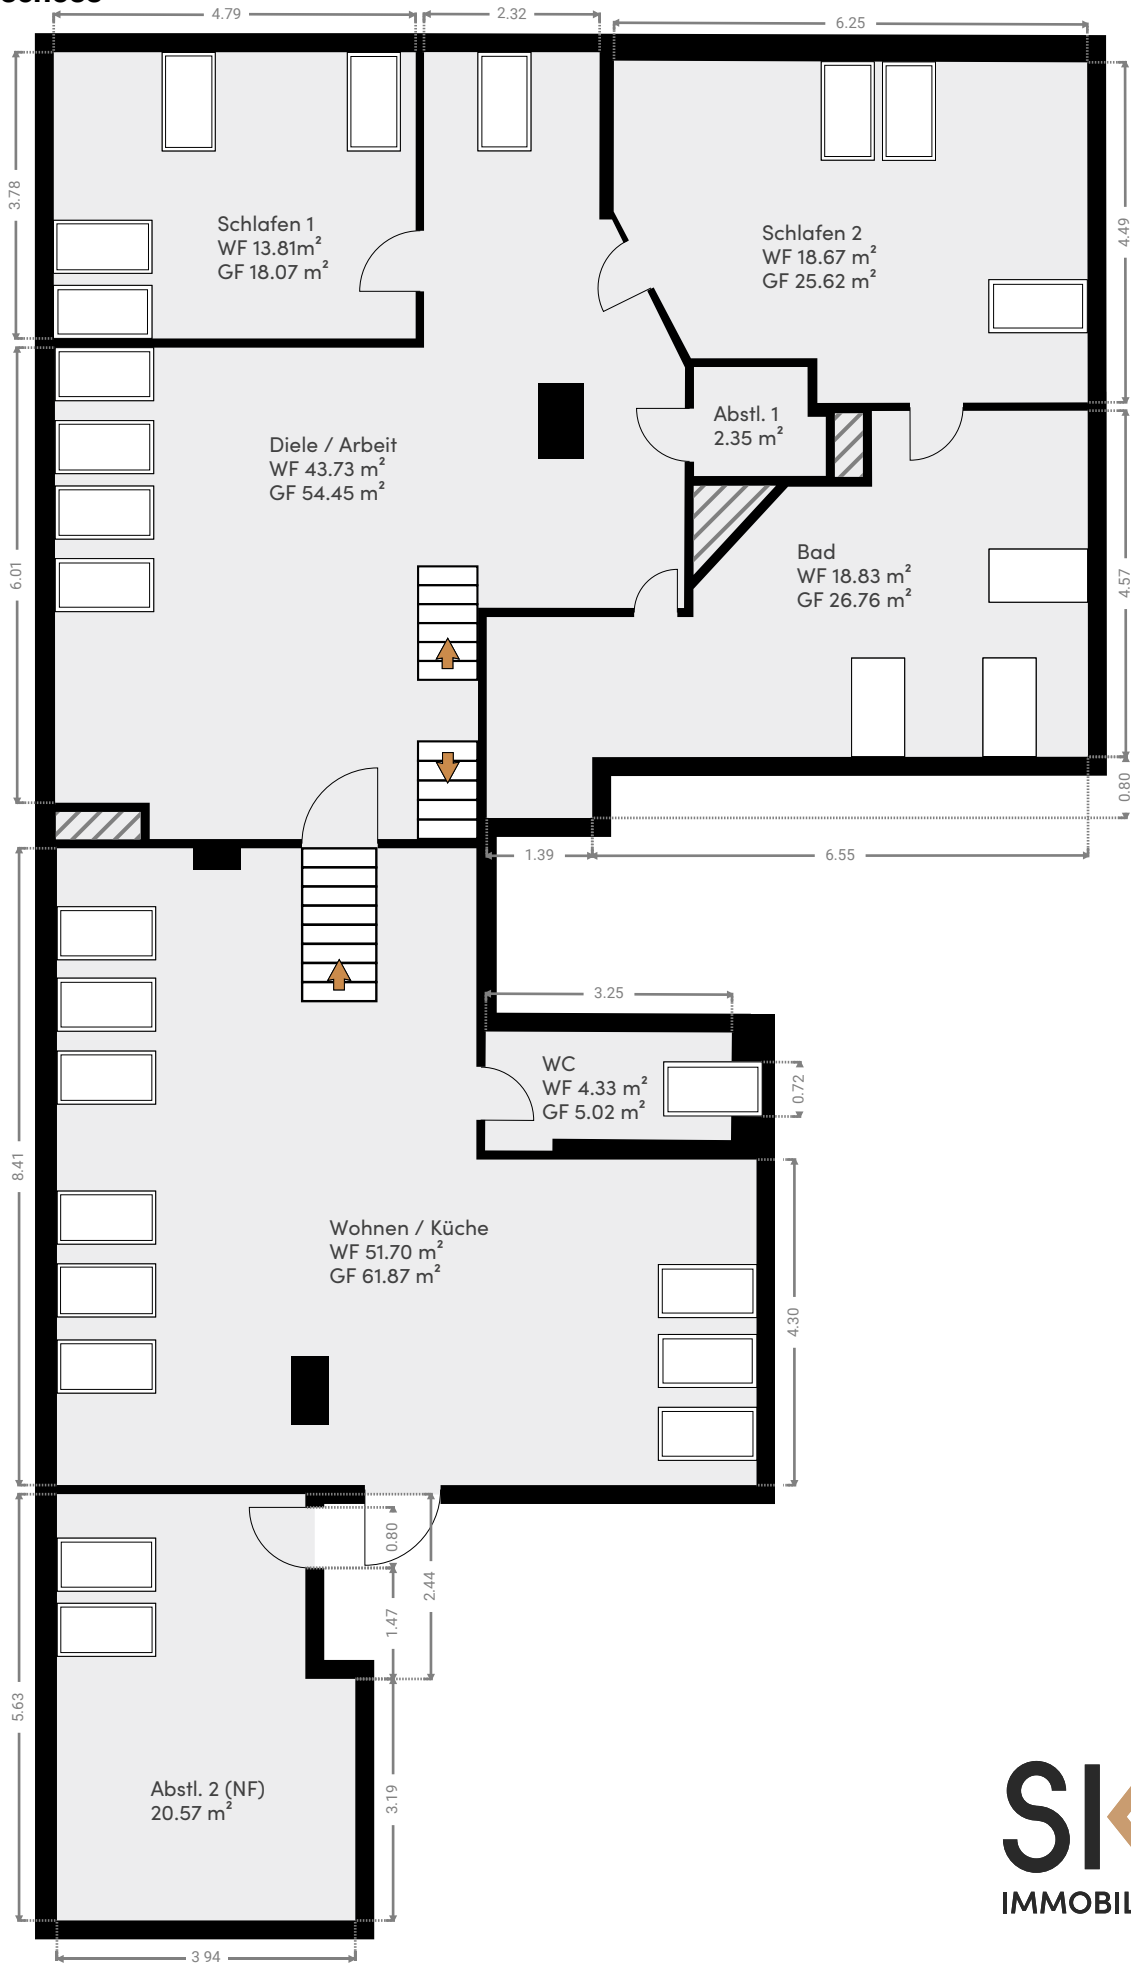 4.79
2.32
6.25
3.78
Schlafen 1
WF 13.81m²
GF 18.07 m²
Schlafen 2
WF 18.67 m²
GF 25.62 m²
4.49
Abstl. 1
2.35 m²
Diele / Arbeit
WF 43.73 m²
GF 54.45 m²
6.01
Bad
WF 18.83 m²
GF 26.76 m²
4.57
0.80
1.39
6.55
3.25
WC
WF 4.33 m²
GF 5.02 m²
0.72
8.41
Wohnen / Küche
WF 51.70 m²
GF 61.87 m²
4.30
0.80
2.44
1.47
5.63
Abstl. 2 (NF)
20.57 m²
3.19
3.94
SI
IMMOBIL